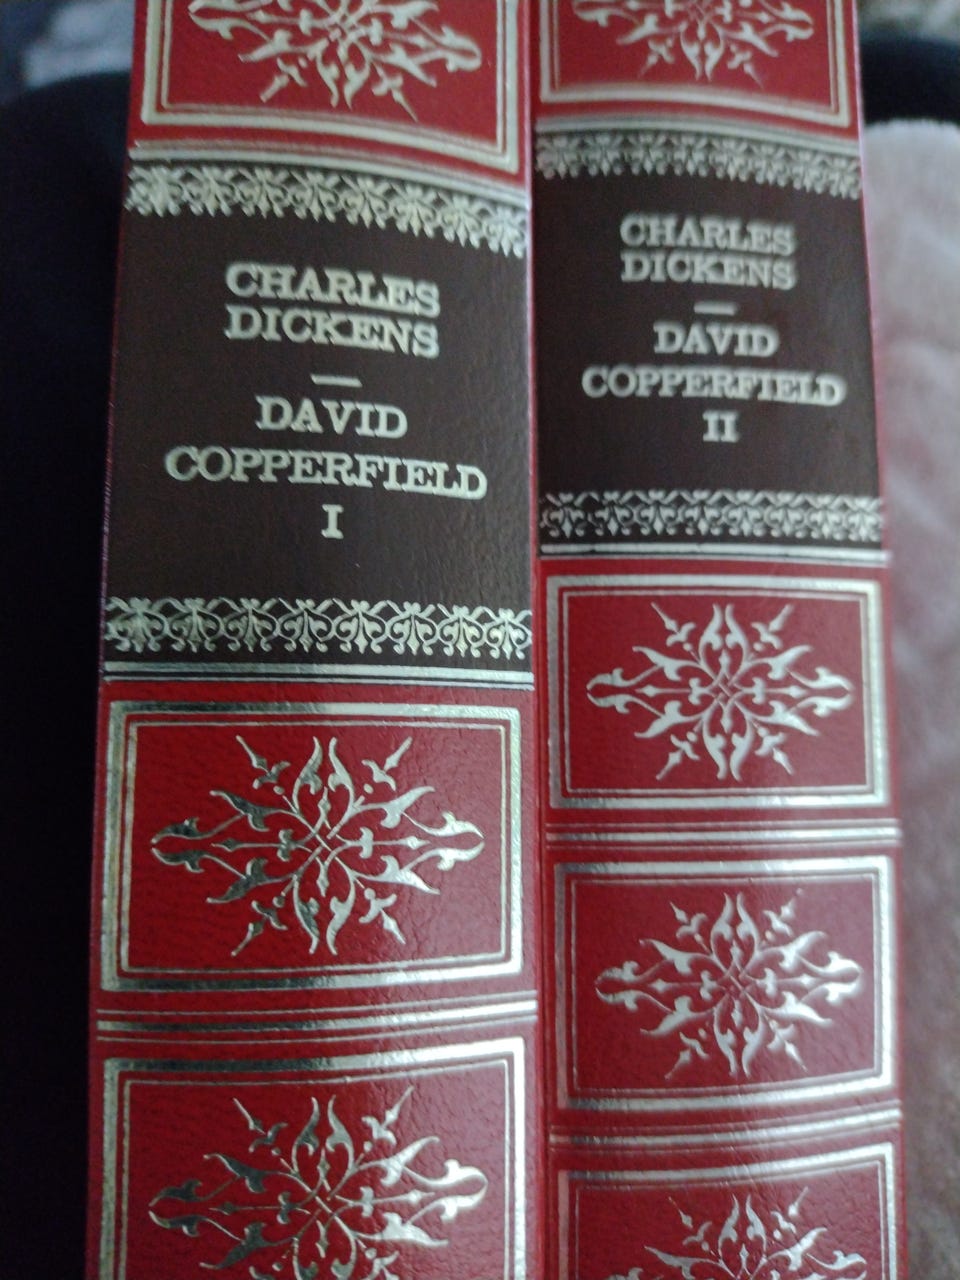 CHARLES
DICKENS
DAVID
COPPERFIELD
I
CHARLES
DICKENS
DAVID
COPPERFIELD
II